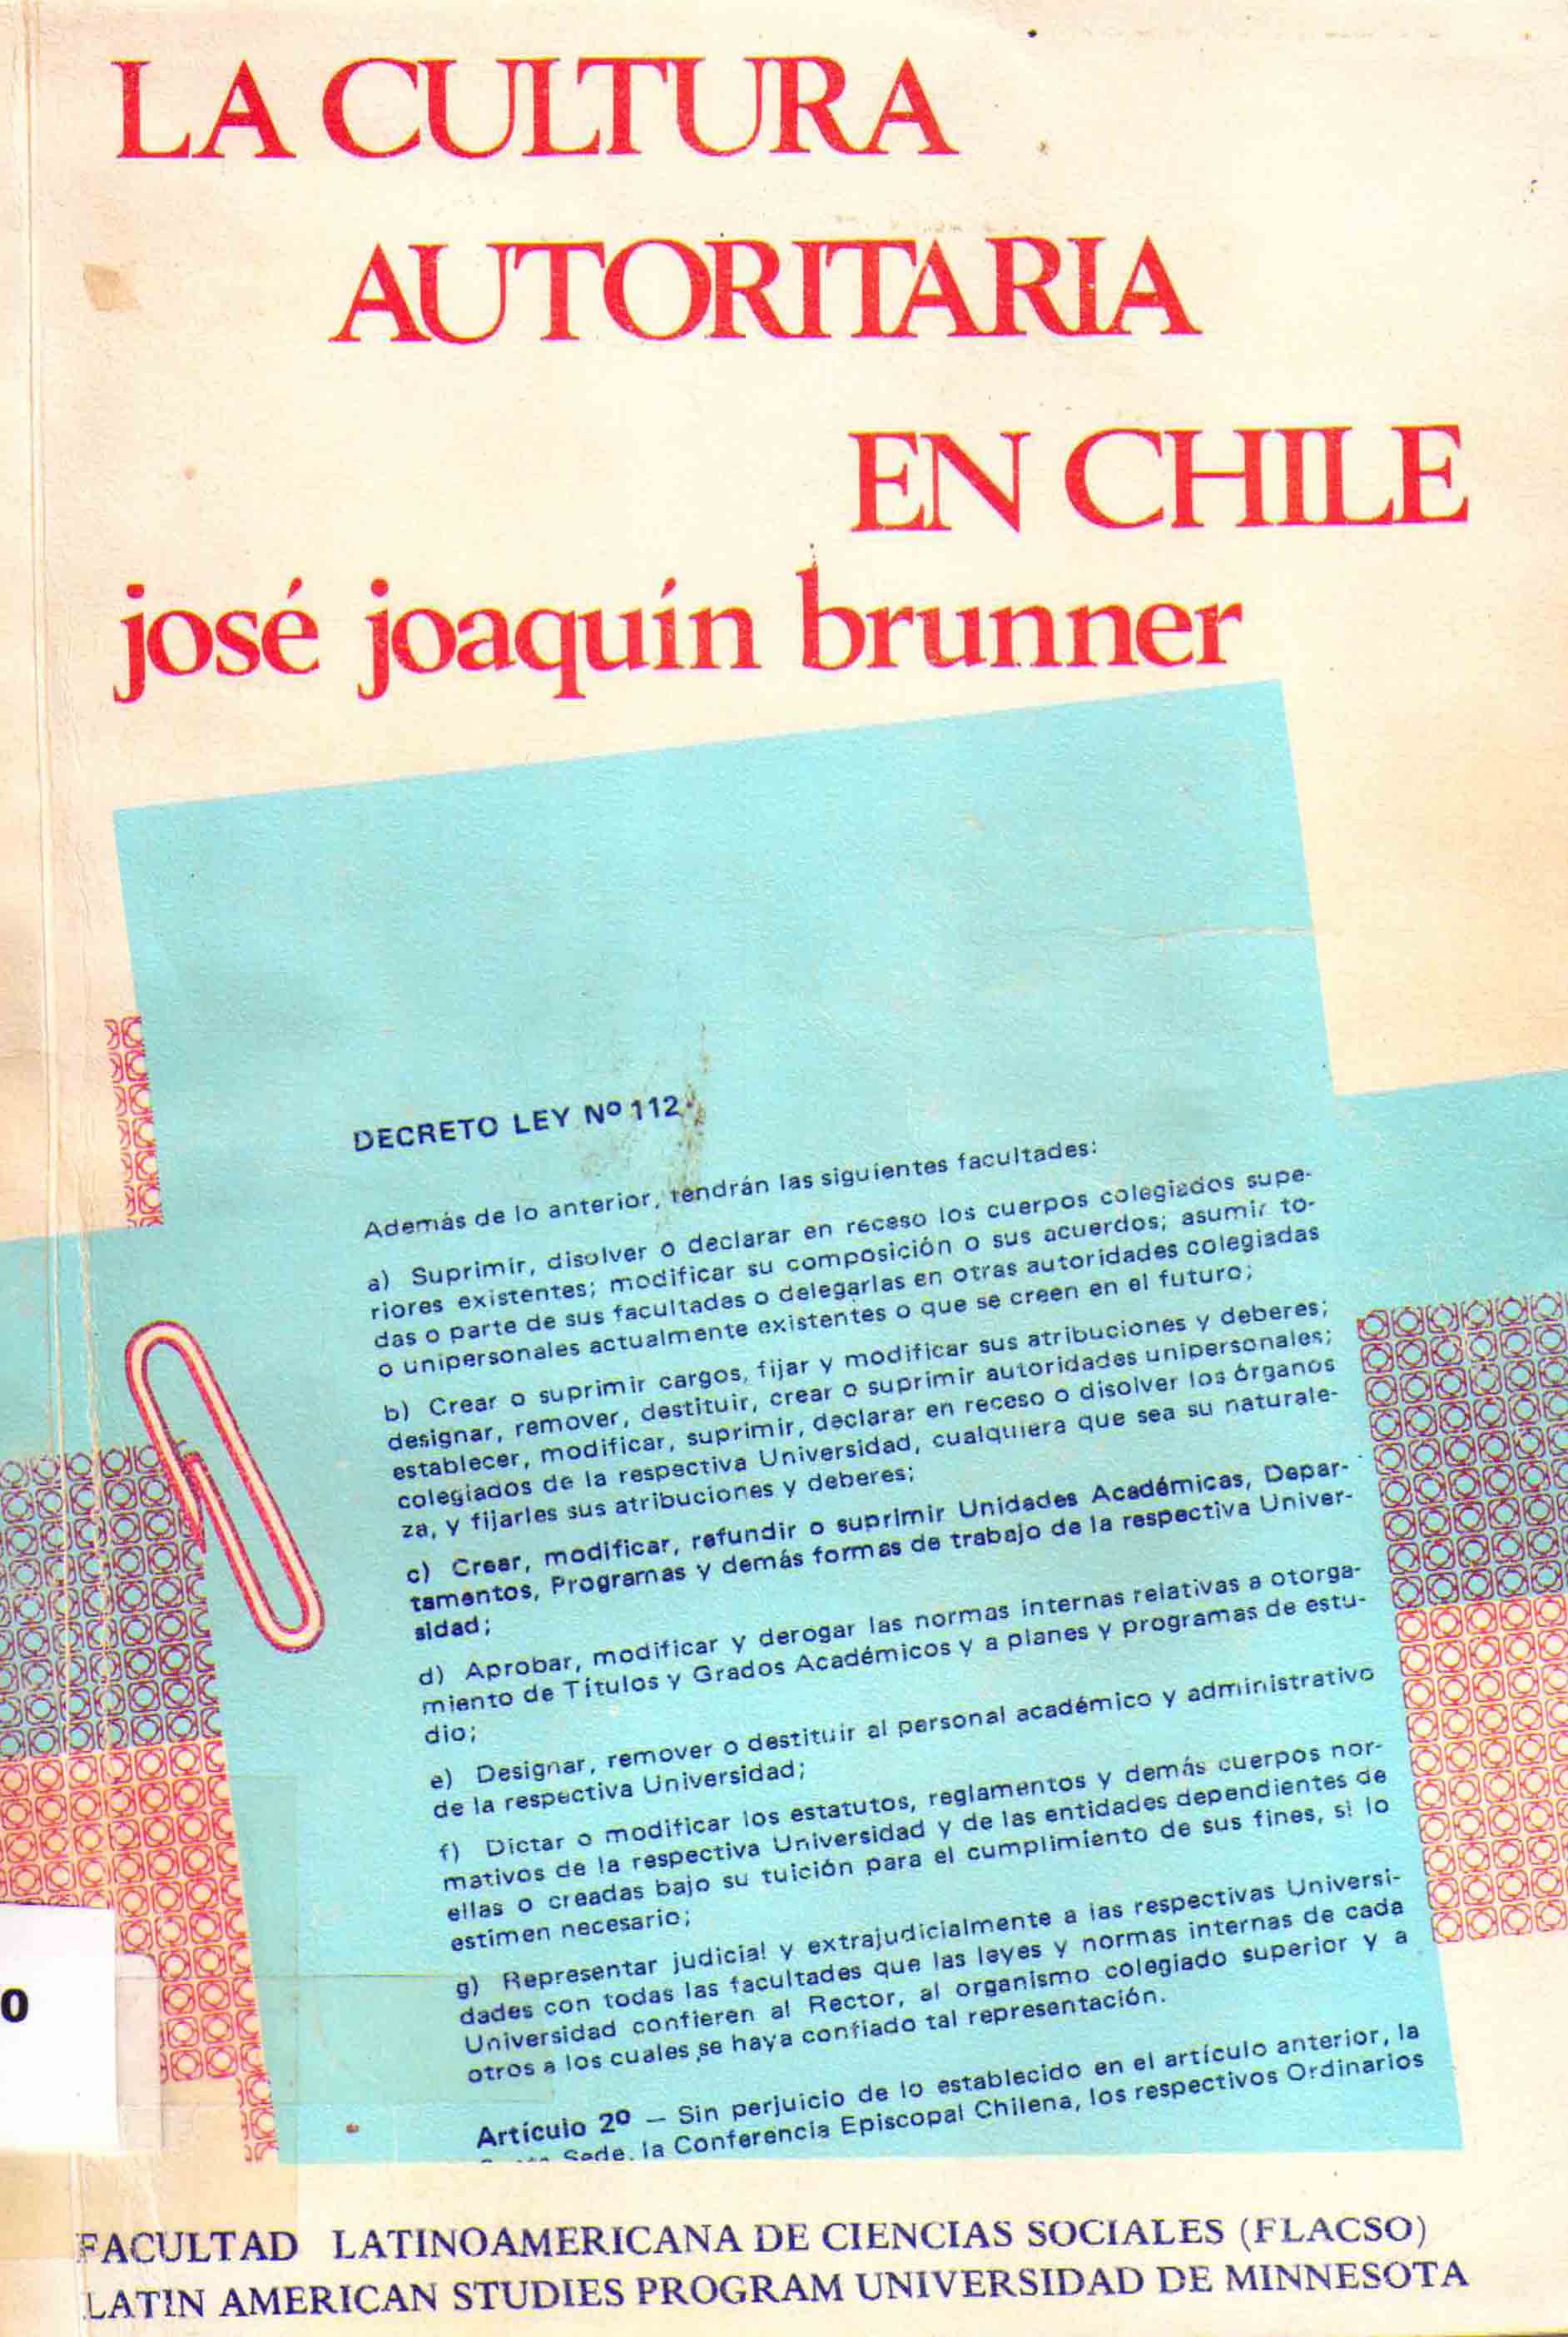 LA CULTURA
AUTORITARIA
EN CHILE
josé joaquín brunner
DECRETO LEY Nº 112
Además de lo anterior, tendrán las siguientes facultades:
a) Suprimir, disolver o declarar en receso los cuerpos colegiados supe-
riores existentes; modificar su composición o sus acuerdos; asumir to-
das o parte de sus facultades o delegarlas en otras autoridades colegiadas
o unipersonales actualmente existentes o que se creen en el futuro;
b) Crear o suprimir cargos, fijar y modificar sus atribuciones y deberes;
designar, remover, destituir, crear o suprimir autoridades unipersonales;
establecer, modificar, suprimir, declarar en receso o disolver los órganos
colegiados de la respectiva Universidad, cualquiera que sea su naturale-
za, y fijarles sus atribuciones y deberes;
c) Crear, modificar, refundir o suprimir Unidades Académicas, Depar-
tamentos, Programas y demás formas de trabajo de la respectiva Univer-
sidad;
d) Aprobar, modificar y derogar las normas internas relativas a otorga-
miento de Títulos y Grados Académicos y a planes y programas de estu-
dio;
e) Designar, remover o destituir al personal académico y administrativo
de la respectiva Universidad;
f) Dictar o modificar los estatutos, reglamentos y demás cuerpos nor-
mativos de la respectiva Universidad y de las entidades dependientes de
ellas o creadas bajo su tuición para el cumplimiento de sus fines, si lo
estimen necesario;
g) Representar judicial y extrajudicialmente a las respectivas Universi-
dades con todas las facultades que las leyes y normas internas de cada
Universidad confieren al Rector, al organismo colegiado superior y a
otros a los cuales se haya confiado tal representación.
Artículo 2º – Sin perjuicio de lo establecido en el artículo anterior, la
Sede, la Conferencia Episcopal Chilena, los respectivos Ordinarios
0
FACULTAD LATINOAMERICANA DE CIENCIAS SOCIALES (FLACSO)
LATIN AMERICAN STUDIES PROGRAM UNIVERSIDAD DE MINNESOTA